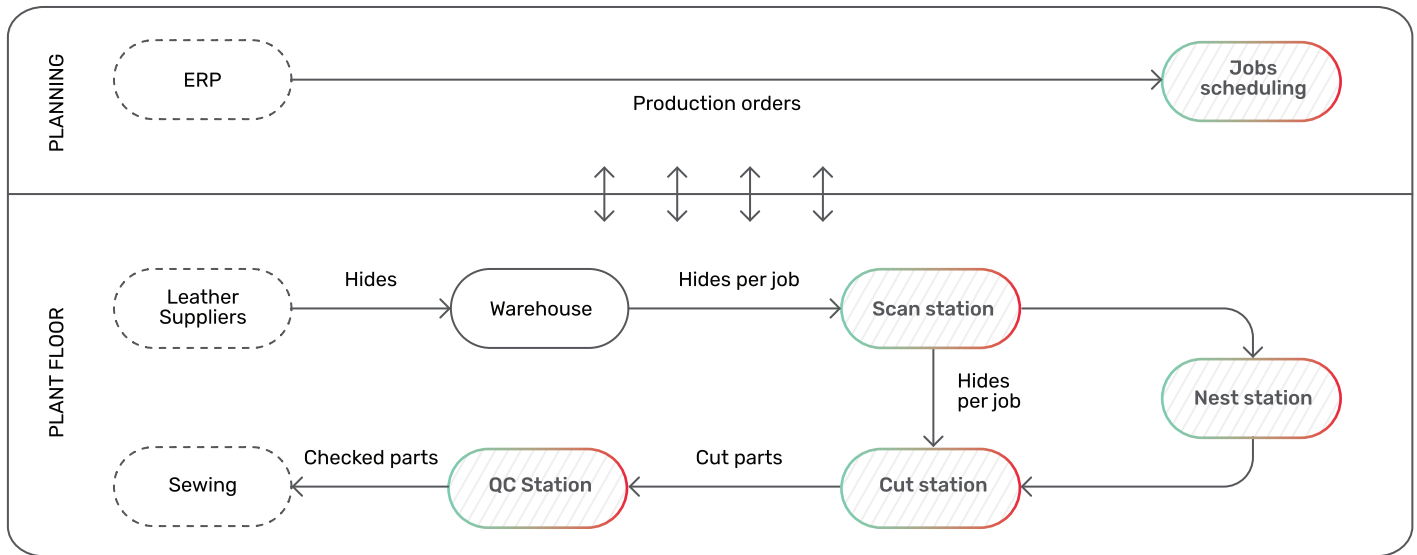 PLANNING
ERP
Production orders
Jobs
scheduling
PLANT FLOOR
Leather
Suppliers
Hides
Warehouse
Hides per job
Scan station
Hides
per job
Nest station
Sewing
Checked parts
QC Station
Cut parts
Cut station